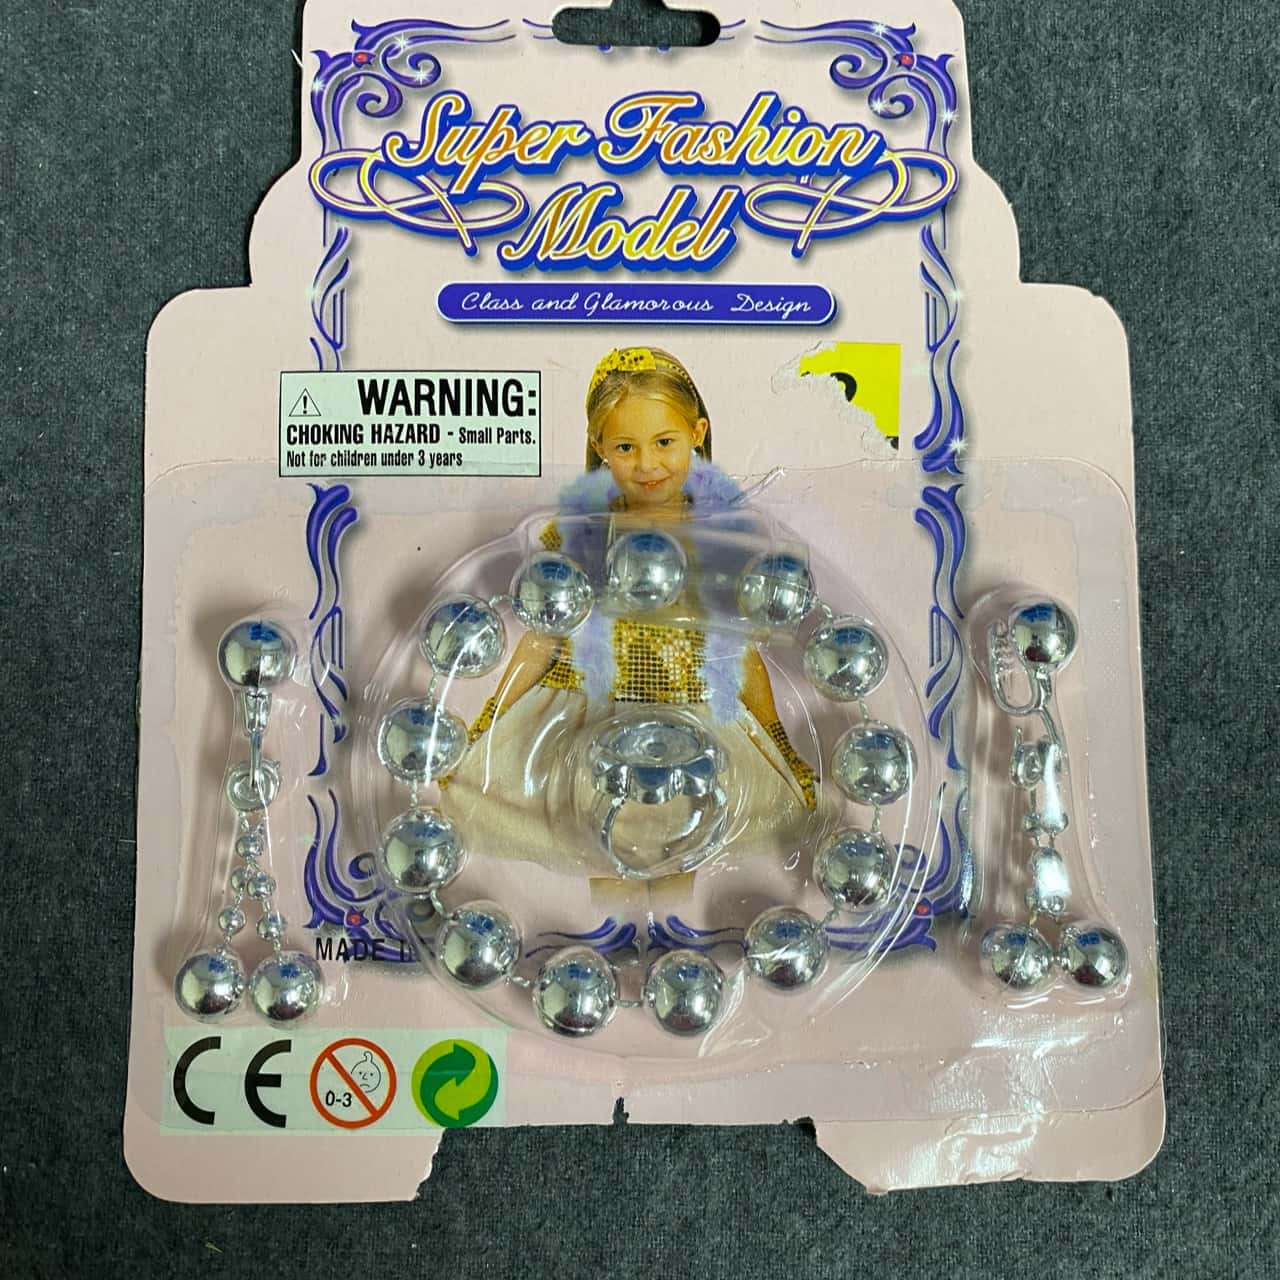 Super Fashion
Model
Class and Glamorous Design
WARNING:
CHOKING HAZARD - Small Parts.
Not for children under 3 years
MADE
CE
0-3